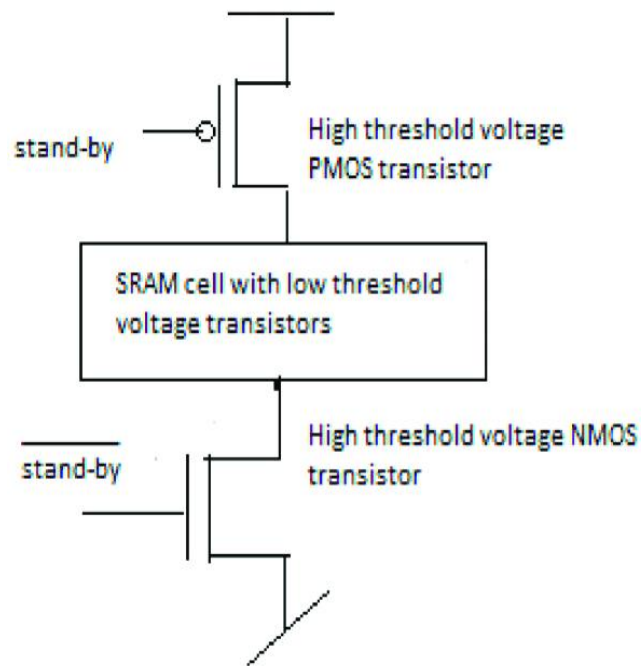 High threshold voltage
PMOS transistor
stand-by
SRAM cell with low threshold
voltage transistors
High threshold voltage NMOS
transistor
stand-by